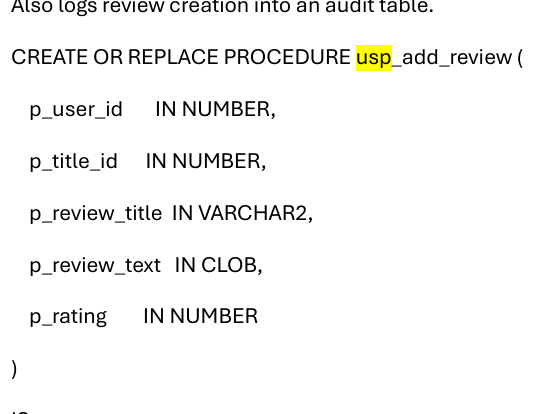 Also logs review creation into an audit table.
CREATE OR REPLACE PROCEDURE usp_add_review (
p_user_id IN NUMBER,
p_title_id IN NUMBER,
p_review_title IN VARCHAR2,
p_review_text IN CLOB,
p_rating IN NUMBER
)